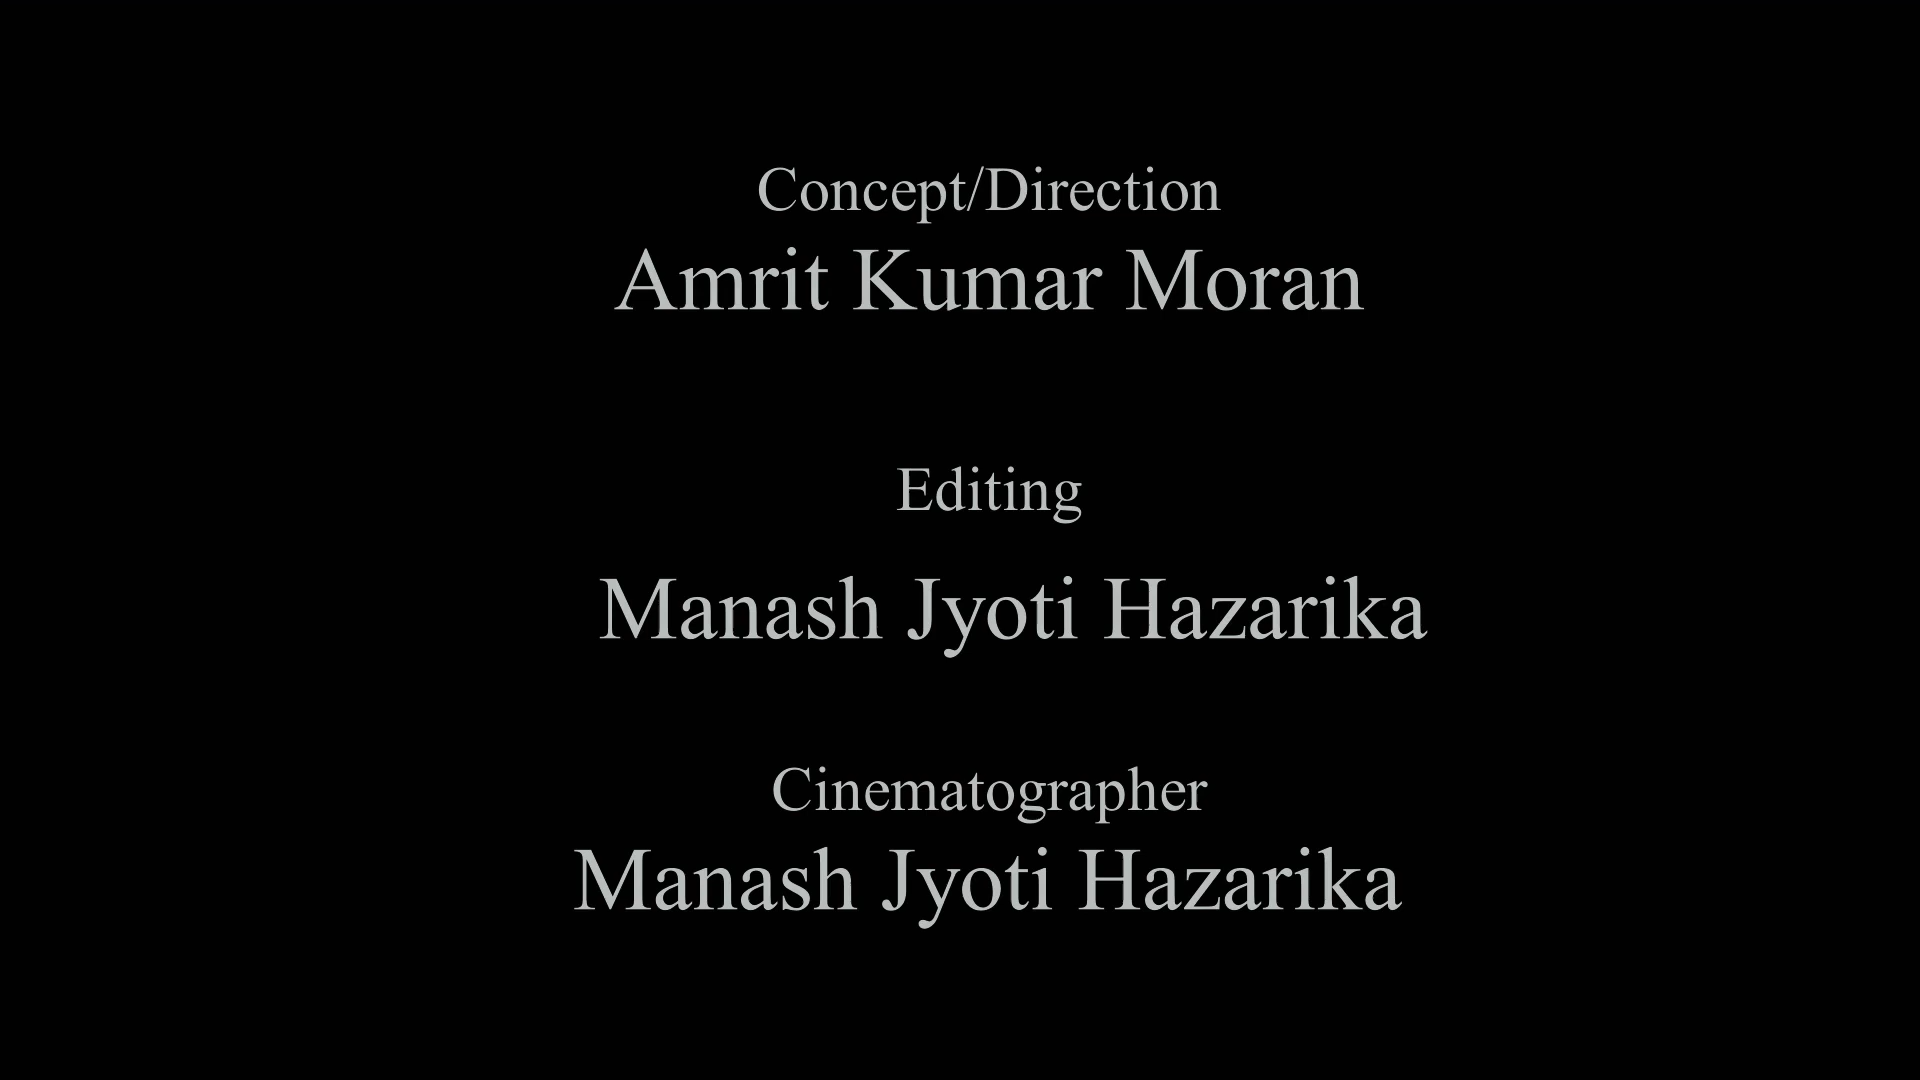 Concept/Direction
Amrit Kumar Moran
Editing
Manash Jyoti Hazarika
Cinematographer
Manash Jyoti Hazarika